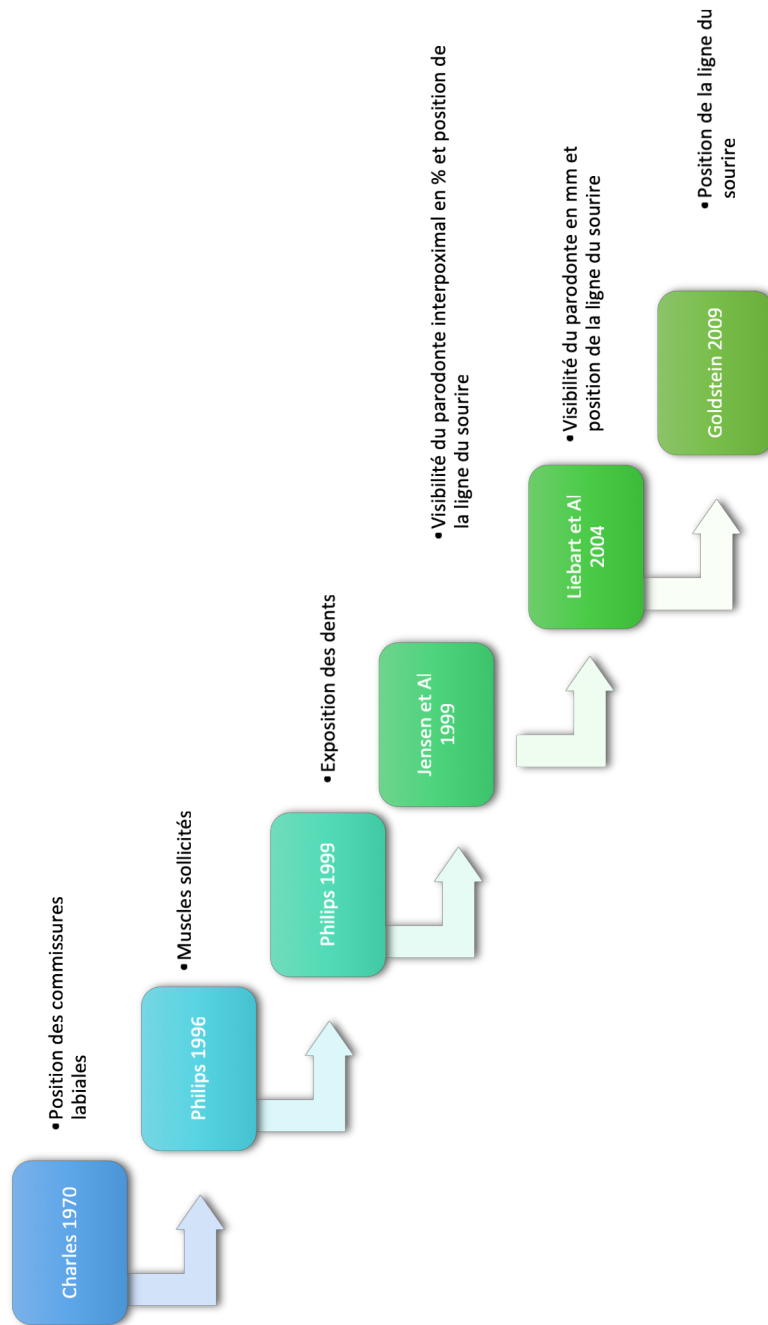 Charles 1970
• Position des commissures
labiales
Philips 1996
• Muscles sollicités
Philips 1999
• Exposition des dents
Jensen et Al
1999
• Visibilité du parodonte interpoximal en % et position de
la ligne du sourire
Liebart et Al
2004
• Visibilité du parodonte en mm et
position de la ligne du sourire
Goldstein 2009
• Position de la ligne du
sourire